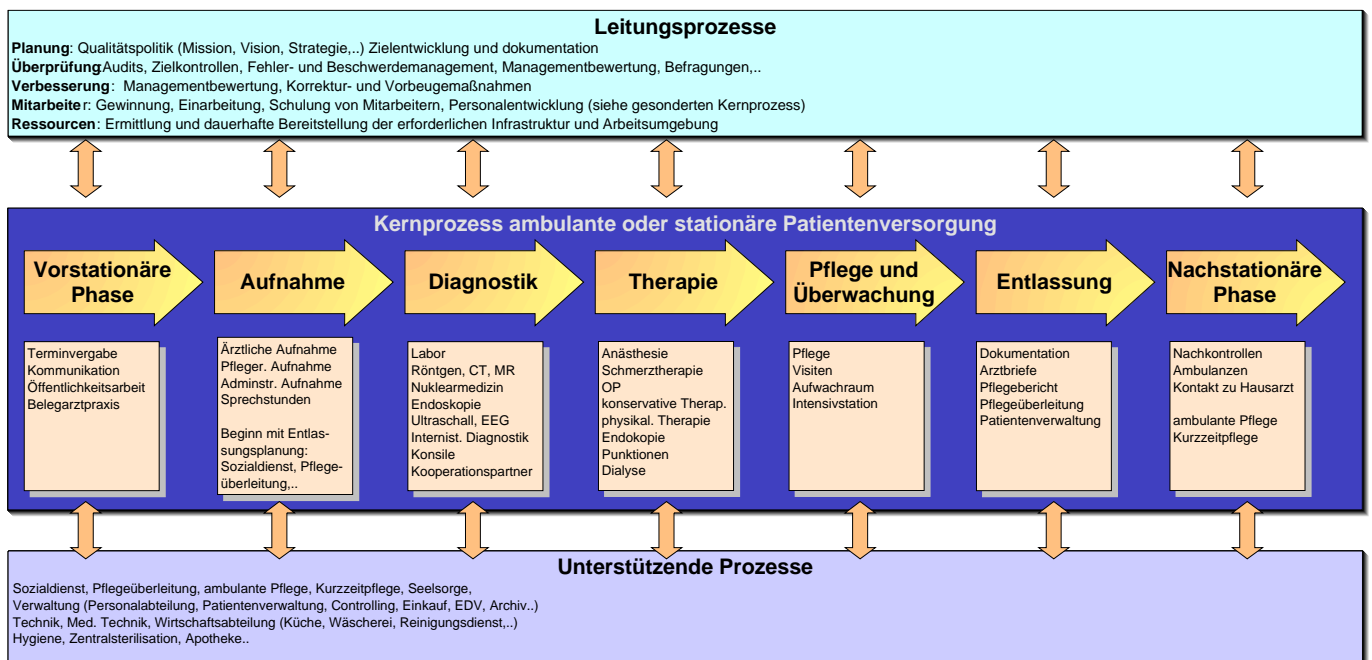 Leitungsprozesse
Planung: Qualitätspolitik (Mission, Vision, Strategie,..) Zielentwicklung und dokumentation
Überprüfung:Audits, Zielkontrollen, Fehler- und Beschwerdemanagement, Managementbewertung, Befragungen,..
Verbesserung: Managementbewertung, Korrektur- und Vorbeugemaßnahmen
Mitarbeiter: Gewinnung, Einarbeitung, Schulung von Mitarbeitern, Personalentwicklung (siehe gesonderten Kernprozess)
Ressourcen: Ermittlung und dauerhafte Bereitstellung der erforderlichen Infrastruktur und Arbeitsumgebung
Kernprozess ambulante oder stationäre Patientenversorgung
Vorstationäre
Phase
Aufnahme
Diagnostik
Therapie
Pflege und
Überwachung
Entlassung
Nachstationäre
Phase
Terminvergabe
Kommunikation
Öffentlichkeitsarbeit
Belegarztpraxis
Ärztliche Aufnahme
Pfleger. Aufnahme
Adminstr. Aufnahme
Sprechstunden
Beginn mit Entlas-
sungsplanung:
Sozialdienst, Pflege-
überleitung,..
Labor
Röntgen, CT, MR
Nuklearmedizin
Endoskopie
Ultraschall, EEG
Internist. Diagnostik
Konsile
Kooperationspartner
Anästhesie
Schmerztherapie
OP
konservative Therap.
physikal. Therapie
Endokopie
Punktionen
Dialyse
Pflege
Visiten
Aufwachraum
Intensivstation
Dokumentation
Arztbriefe
Pflegebericht
Pflegeüberleitung
Patientenverwaltung
Nachkontrollen
Ambulanzen
Kontakt zu Hausarzt
ambulante Pflege
Kurzzeitpflege
Unterstützende Prozesse
Sozialdienst, Pflegeüberleitung, ambulante Pflege, Kurzzeitpflege, Seelsorge,
Verwaltung (Personalabteilung, Patientenverwaltung, Controlling, Einkauf, EDV, Archiv..)
Technik, Med. Technik, Wirtschaftsabteilung (Küche, Wäscherei, Reinigungsdienst,..)
Hygiene, Zentralsterilisation, Apotheke..